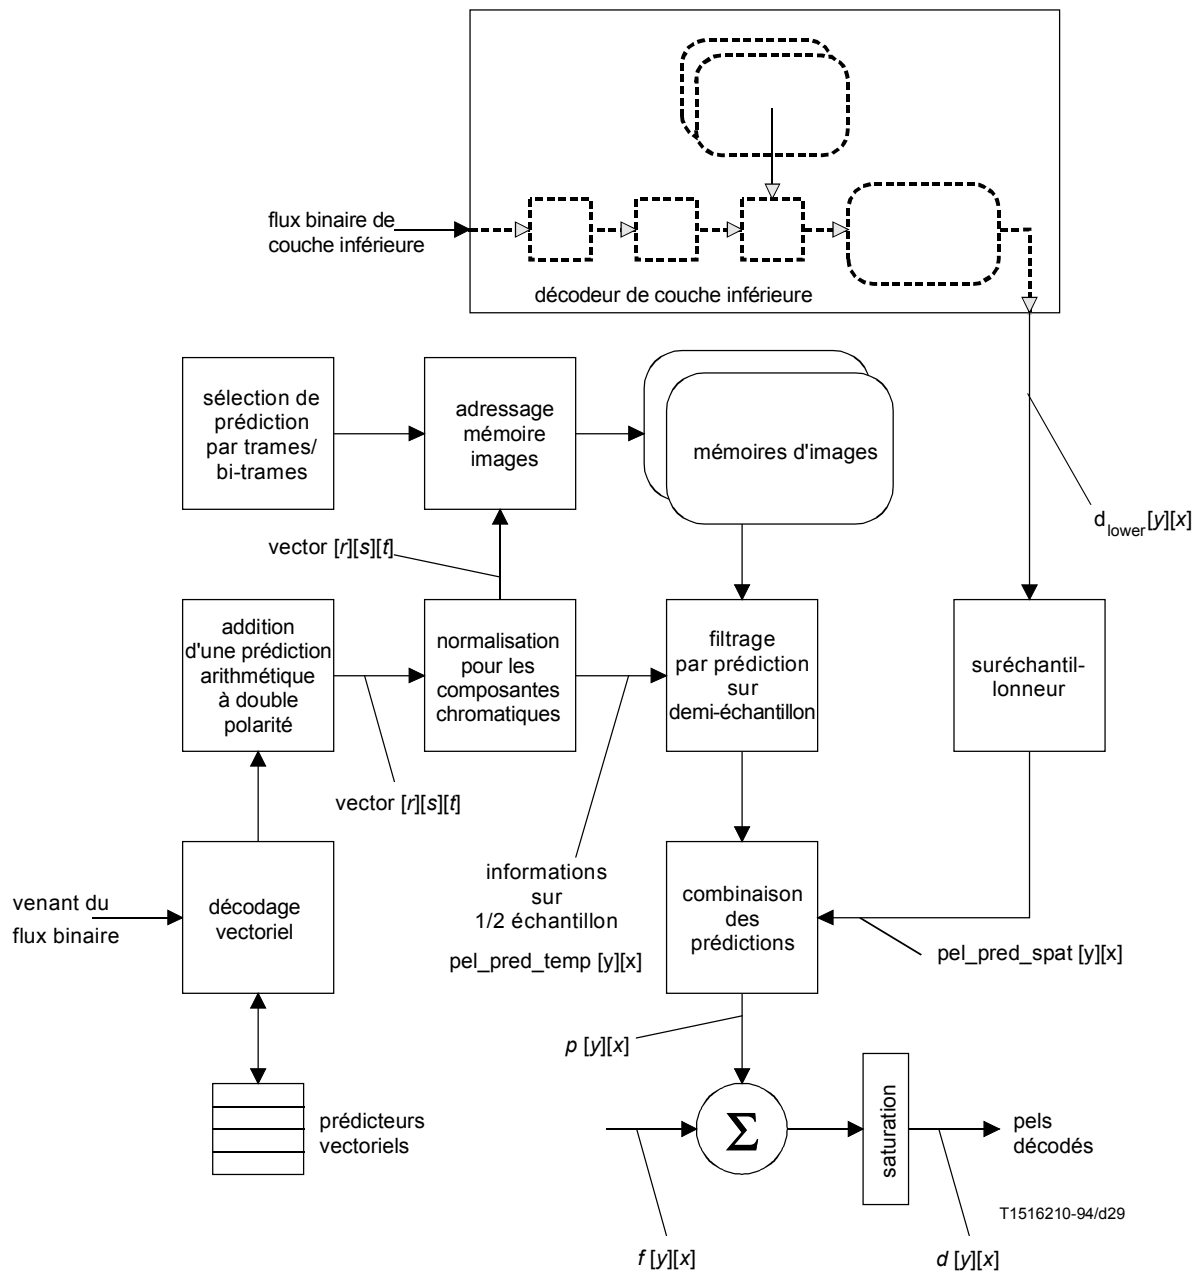 flux binaire de
couche inférieure
décodeur de couche inférieure
sélection de
prédiction
par trames/
bi-trames
adressage
mémoire
images
mémoires d'images
d lower [y][x]
vector [r][s][t]
addition
d'une prédiction
arithmétique
à double
polarité
normalisation
pour les
composantes
chromatiques
filtrage
par prédiction
sur
demi-échantillon
suréchantil-
lonneur
vector [r][s][t]
venant du
flux binaire
décodage
vectoriel
informations
sur
1/2 échantillon
pel_pred_temp [y][x]
combinaison
des
prédictions
pel_pred_spat [y][x]
p [y][x]
prédicteurs
vectoriels
Σ
saturation
pels
décodés
T1516210-94/d29
f [y][x]
d [y][x]